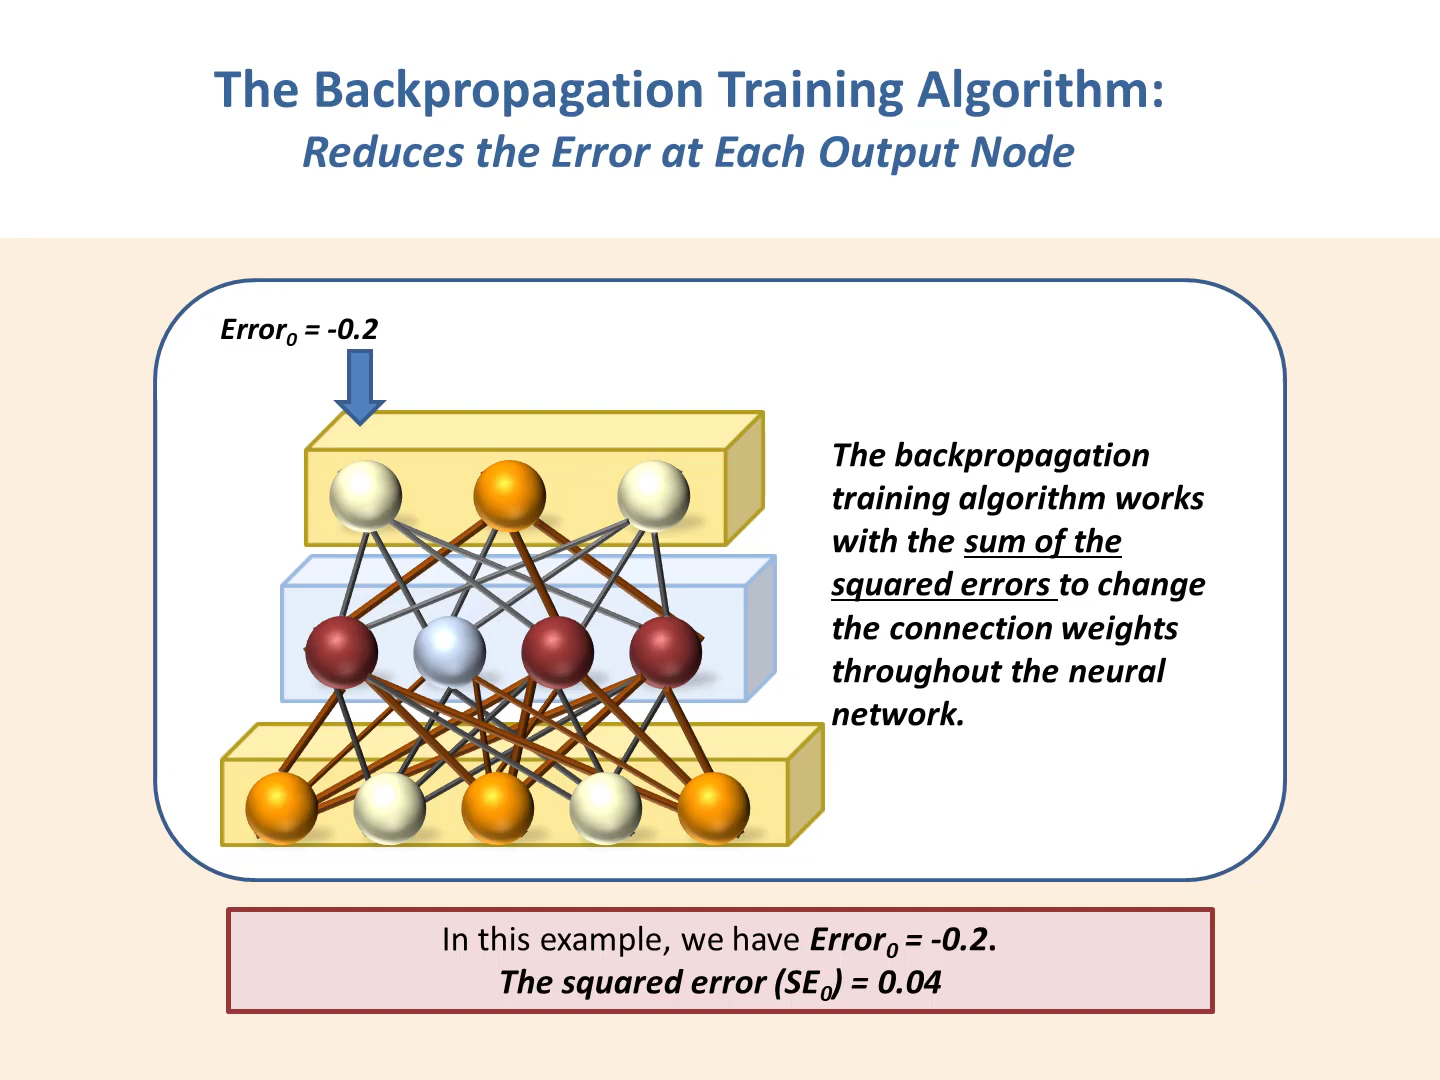 The Backpropagation Training Algorithm:
Reduces the Error at Each Output Node
Error₀ = -0.2
The backpropagation
training algorithm works
with the sum of the
squared errors to change
the connection weights
throughout the neural
network.
In this example, we have Error₀ = -0.2.
The squared error (SE₀) = 0.04